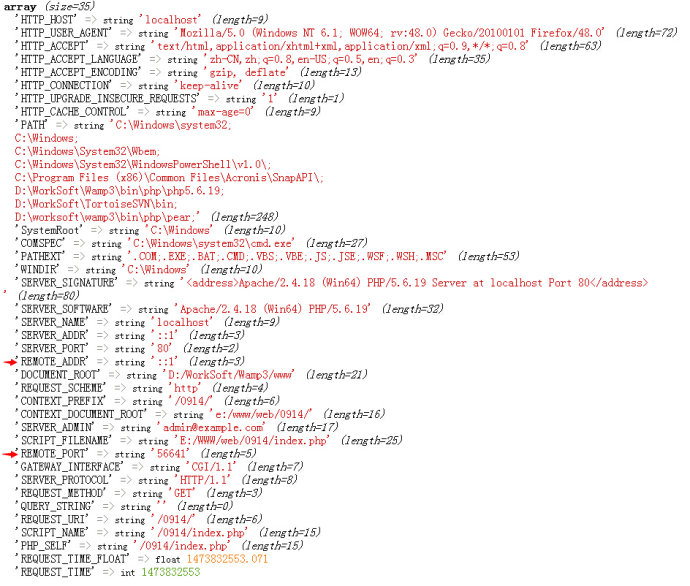 array (size=35)
'HTTP_HOST' => string 'localhost' (length=9)
'HTTP_USER_AGENT' => string 'Mozilla/5.0 (Windows NT 6.1; WOW64; rv:48.0) Gecko/20100101 Firefox/48.0' (length=72)
'HTTP_ACCEPT' => string 'text/html,application/xhtml+xml,application/xml;q=0.9,*/*;q=0.8' (length=63)
'HTTP_ACCEPT_LANGUAGE' => string 'zh-CN,zh;q=0.8,en-US;q=0.5,en;q=0.3' (length=35)
'HTTP_ACCEPT_ENCODING' => string 'gzip, deflate' (length=13)
'HTTP_CONNECTION' => string 'keep-alive' (length=10)
'HTTP_UPGRADE_INSECURE_REQUESTS' => string '1' (length=1)
'HTTP_CACHE_CONTROL' => string 'max-age=0' (length=9)
'PATH' => string 'C:\Windows\system32;
C:\Windows;
C:\Windows\System32\Wbem;
C:\Windows\System32\WindowsPowerShell\v1.0\;
C:\Program Files (x86)\Common Files\Acronis\SnapAPI\;
D:\WorkSoft\Wamp3\bin\php\php5.6.19;
D:\WorkSoft\TortoiseSVN\bin;
D:\worksoft\wamp3\bin\php\pear;' (length=248)
'SystemRoot' => string 'C:\Windows' (length=10)
'COMSPEC' => string 'C:\Windows\system32\cmd.exe' (length=27)
'PATHEXT' => string '.COM;.EXE;.BAT;.CMD;.VBS;.VBE;.JS;.JSE;.WSF;.WSH;.MSC' (length=53)
'WINDIR' => string 'C:\Windows' (length=10)
'SERVER_SIGNATURE' => string '<address>Apache/2.4.18 (Win64) PHP/5.6.19 Server at localhost Port 80</address>
' (length=80)
'SERVER_SOFTWARE' => string 'Apache/2.4.18 (Win64) PHP/5.6.19' (length=32)
'SERVER_NAME' => string 'localhost' (length=9)
'SERVER_ADDR' => string '::1' (length=3)
'SERVER_PORT' => string '80' (length=2)
'REMOTE_ADDR' => string '::1' (length=3)
'DOCUMENT_ROOT' => string 'D:/WorkSoft/Wamp3/www' (length=21)
'REQUEST_SCHEME' => string 'http' (length=4)
'CONTEXT_PREFIX' => string '/0914/' (length=6)
'CONTEXT_DOCUMENT_ROOT' => string 'e:/www/web/0914/' (length=16)
'SERVER_ADMIN' => string 'admin@example.com' (length=17)
'SCRIPT_FILENAME' => string 'E:/WWW/web/0914/index.php' (length=25)
'REMOTE_PORT' => string '56641' (length=5)
'GATEWAY_INTERFACE' => string 'CGI/1.1' (length=7)
'SERVER_PROTOCOL' => string 'HTTP/1.1' (length=8)
'REQUEST_METHOD' => string 'GET' (length=3)
'QUERY_STRING' => string '' (length=0)
'REQUEST_URI' => string '/0914/' (length=6)
'SCRIPT_NAME' => string '/0914/index.php' (length=15)
'PHP_SELF' => string '/0914/index.php' (length=15)
'REQUEST_TIME_FLOAT' => float 1473832553.071
'REQUEST_TIME' => int 1473832553